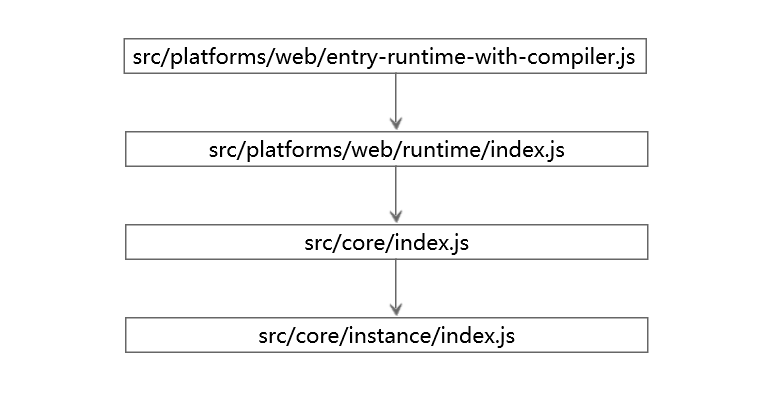 src/platforms/web/entry-runtime-with-compiler.js
src/platforms/web/runtime/index.js
src/core/index.js
src/core/instance/index.js